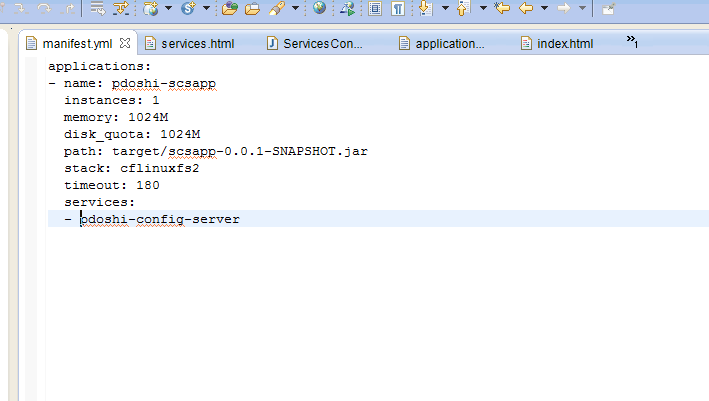 manifest.yml
services.html
ServicesCon...
application...
index.html
»1
applications:
- name: pdoshi-scsapp
instances: 1
memory: 1024M
disk_quota: 1024M
path: target/scsapp-0.0.1-SNAPSHOT.jar
stack: cflinuxfs2
timeout: 180
services:
- pdoshi-config-server